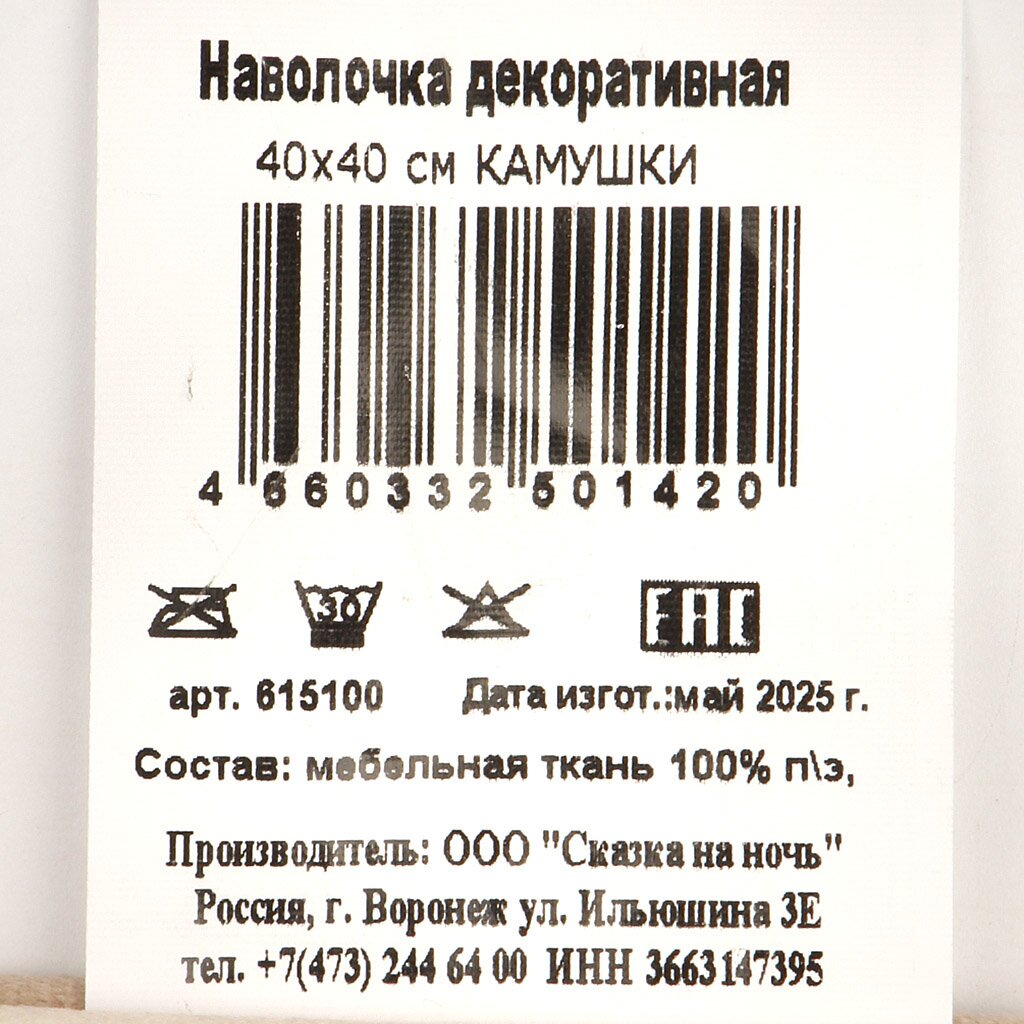 Наволочка декоративная
40х40 см КАМУШКИ
4 660332 501420
30
EAC
арт. 615100 Дата изгот.:май 2025 г.
Состав: мебельная ткань 100% п\э,
Производитель: ООО "Сказка на ночь"
Россия, г. Воронеж ул. Ильюшина 3Е
тел. +7(473) 244 64 00 ИНН 3663147395